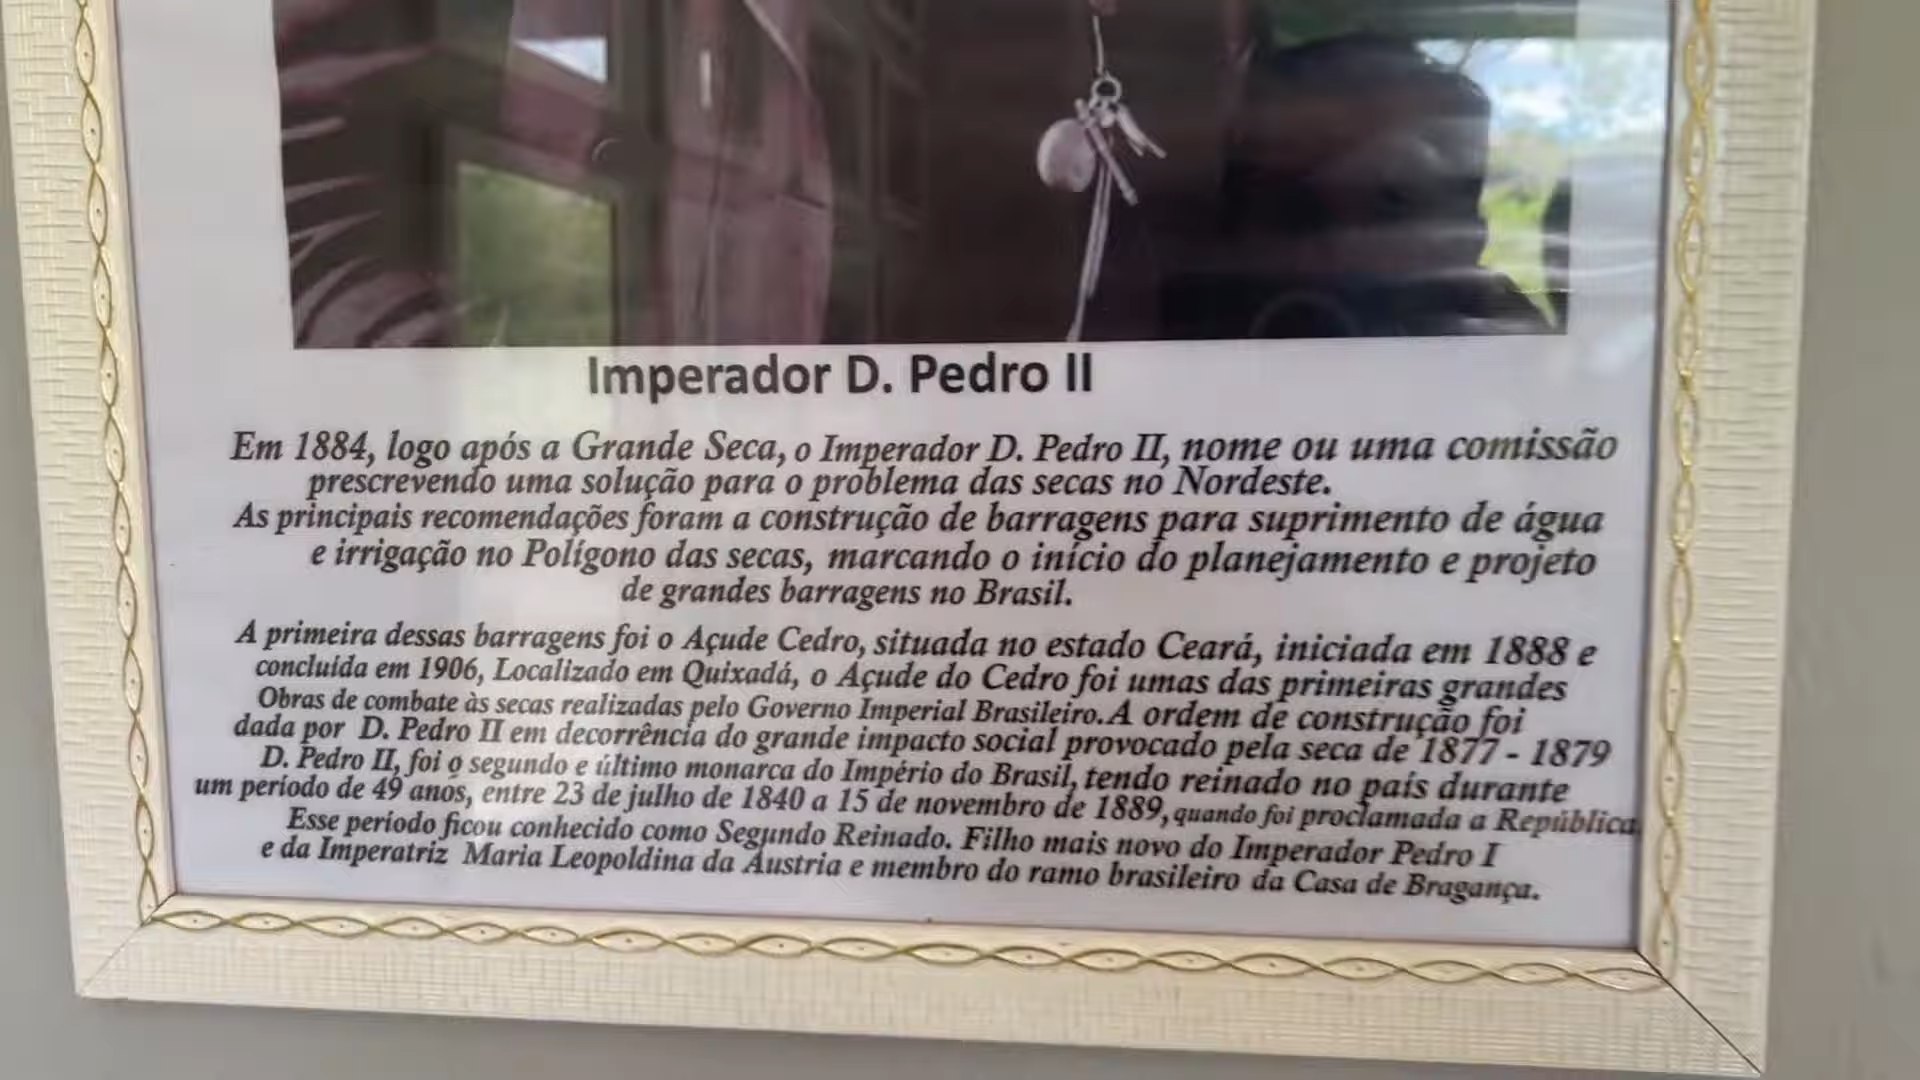 Imperador D. Pedro II
Em 1884, logo após a Grande Seca, o Imperador D. Pedro II, nome ou uma comissão
prescrevendo uma solução para o problema das secas no Nordeste.
As principais recomendações foram a construção de barragens para suprimento de água
e irrigação no Polígono das secas, marcando o início do planejamento e projeto
de grandes barragens no Brasil.
A primeira dessas barragens foi o Açude Cedro, situada no estado Ceará, iniciada em 1888 e
concluída em 1906, Localizado em Quixadá, o Açude do Cedro foi umas das primeiras grandes
Obras de combate às secas realizadas pelo Governo Imperial Brasileiro. A ordem de construção foi
dada por D. Pedro II em decorrência do grande impacto social provocado pela seca de 1877 - 1879
D. Pedro II, foi o segundo e último monarca do Império do Brasil, tendo reinado no país durante
um período de 49 anos, entre 23 de julho de 1840 a 15 de novembro de 1889, quando foi proclamada a República
Esse período ficou conhecido como Segundo Reinado. Filho mais novo do Imperador Pedro I
e da Imperatriz Maria Leopoldina da Áustria e membro do ramo brasileiro da Casa de Bragança.